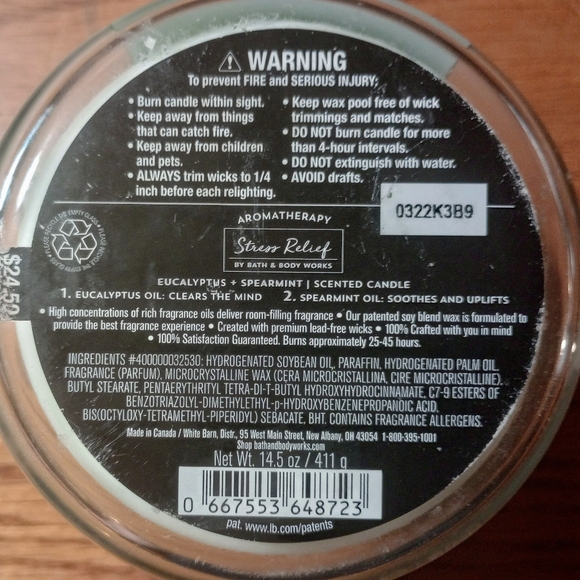 WARNING
To prevent FIRE and SERIOUS INJURY:
• Burn candle within sight.
• Keep away from things
that can catch fire.
• Keep away from children
and pets.
• ALWAYS trim wicks to 1/4
inch before each relighting.
• Keep wax pool free of wick
trimmings and matches.
• DO NOT burn candle for more
than 4-hour intervals.
• DO NOT extinguish with water.
• AVOID drafts.
0322K3B9
AROMATHERAPY
Stress Relief
BY BATH & BODY WORKS
EUCALYPTUS + SPEARMINT | SCENTED CANDLE
1. EUCALYPTUS OIL: CLEARS THE MIND 2. SPEARMINT OIL: SOOTHES AND UPLIFTS
• High concentrations of rich fragrance oils deliver room-filling fragrance • Our patented soy blend wax is formulated to
provide the best fragrance experience • Created with premium lead-free wicks • 100% Crafted with you in mind
• 100% Satisfaction Guaranteed. Burns approximately 25-45 hours.
INGREDIENTS #400000032530: HYDROGENATED SOYBEAN OIL, PARAFFIN, HYDROGENATED PALM OIL,
FRAGRANCE (PARFUM), MICROCRYSTALLINE WAX (CERA MICROCRISTALLINA, CIRE MICROCRISTALLINE),
BUTYL STEARATE, PENTAERYTHRITYL TETRA-DI-T-BUTYL HYDROXYHYDROCINNAMATE, C7-9 ESTERS OF
BENZOTRIAZOLYL-DIMETHYLETHYL-p-HYDROXYBENZENEPROPANOIC ACID,
BIS(OCTYLOXY-TETRAMETHYL-PIPERIDYL) SEBACATE, BHT. CONTAINS FRAGRANCE ALLERGENS.
Made in Canada / White Barn, Distr., 95 West Main Street, New Albany, OH 43054 1-800-395-1001
Shop bathandbodyworks.com
Net Wt. 14.5 oz / 411 g
0 667553 648723
pat. www.lb.com/patents
$24.50